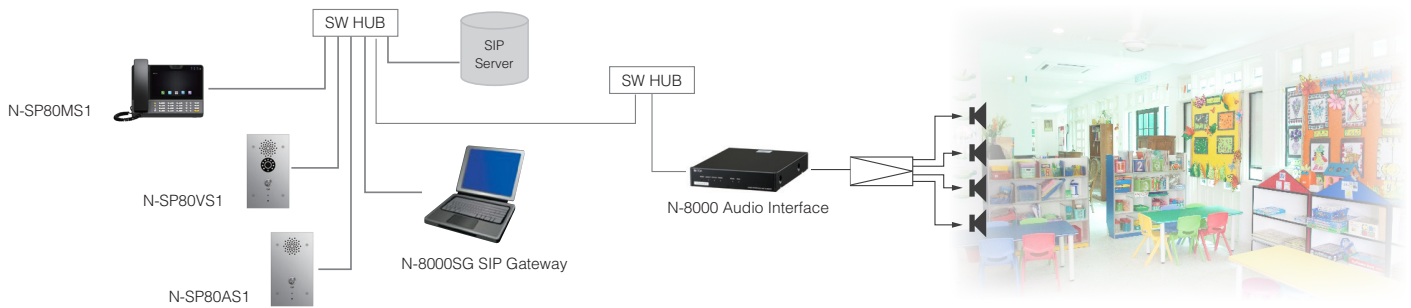 SW HUB
SIP
Server
SW HUB
N-SP80MS1
N-SP80VS1
N-8000 Audio Interface
N-8000SG SIP Gateway
N-SP80AS1